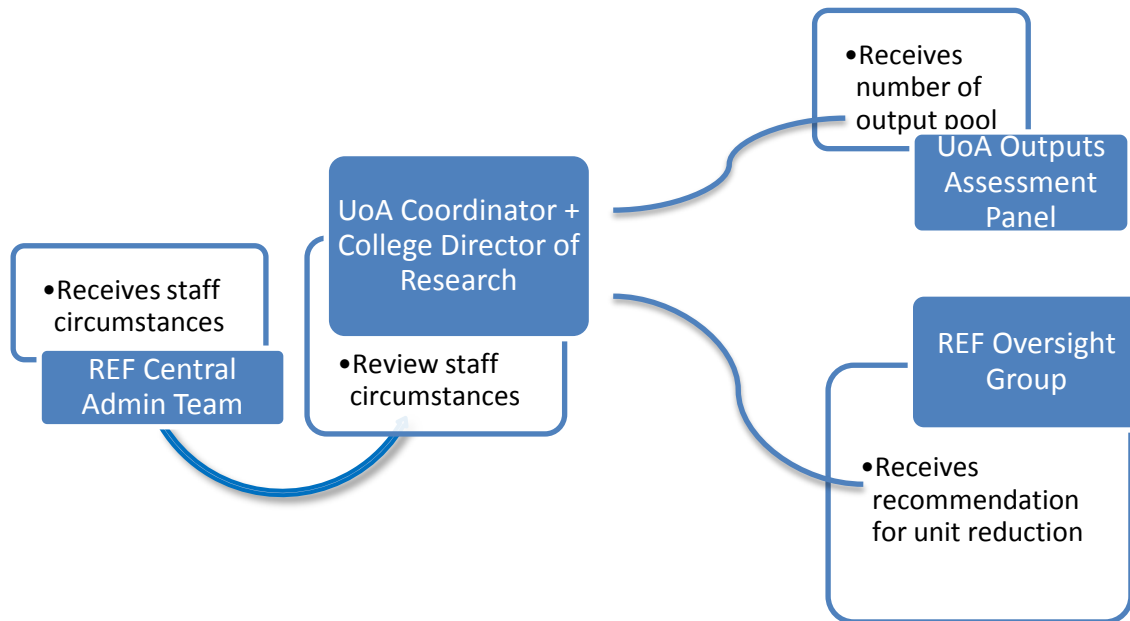 •Receives staff
circumstances
REF Central
Admin Team
UoA Coordinator +
College Director of
Research
•Review staff
circumstances
•Receives
number of
output pool
UoA Outputs
Assessment
Panel
REF Oversight
Group
•Receives
recommendation
for unit reduction